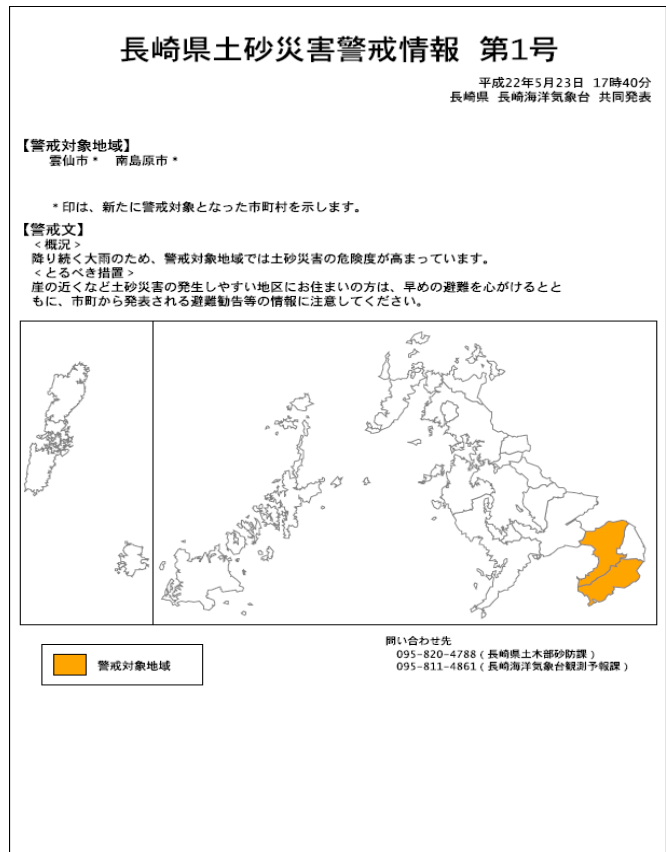 長崎県土砂災害警戒情報 第1号
平成22年5月23日 17時40分
長崎県 長崎海洋気象台 共同発表
【警戒対象地域】
雲仙市* 南島原市*
*印は、新たに警戒対象となった市町村を示します。
【警戒文】
<概況>
降り続く大雨のため、警戒対象地域では土砂災害の危険度が高まっています。
<とるべき措置>
崖の近くなど土砂災害の発生しやすい地区にお住まいの方は、早めの避難を心がけるとと
もに、市町から発表される避難勧告等の情報に注意してください。
警戒対象地域
問い合わせ先
095-820-4788(長崎県土木部砂防課)
095-811-4861(長崎海洋気象台観測予報課)